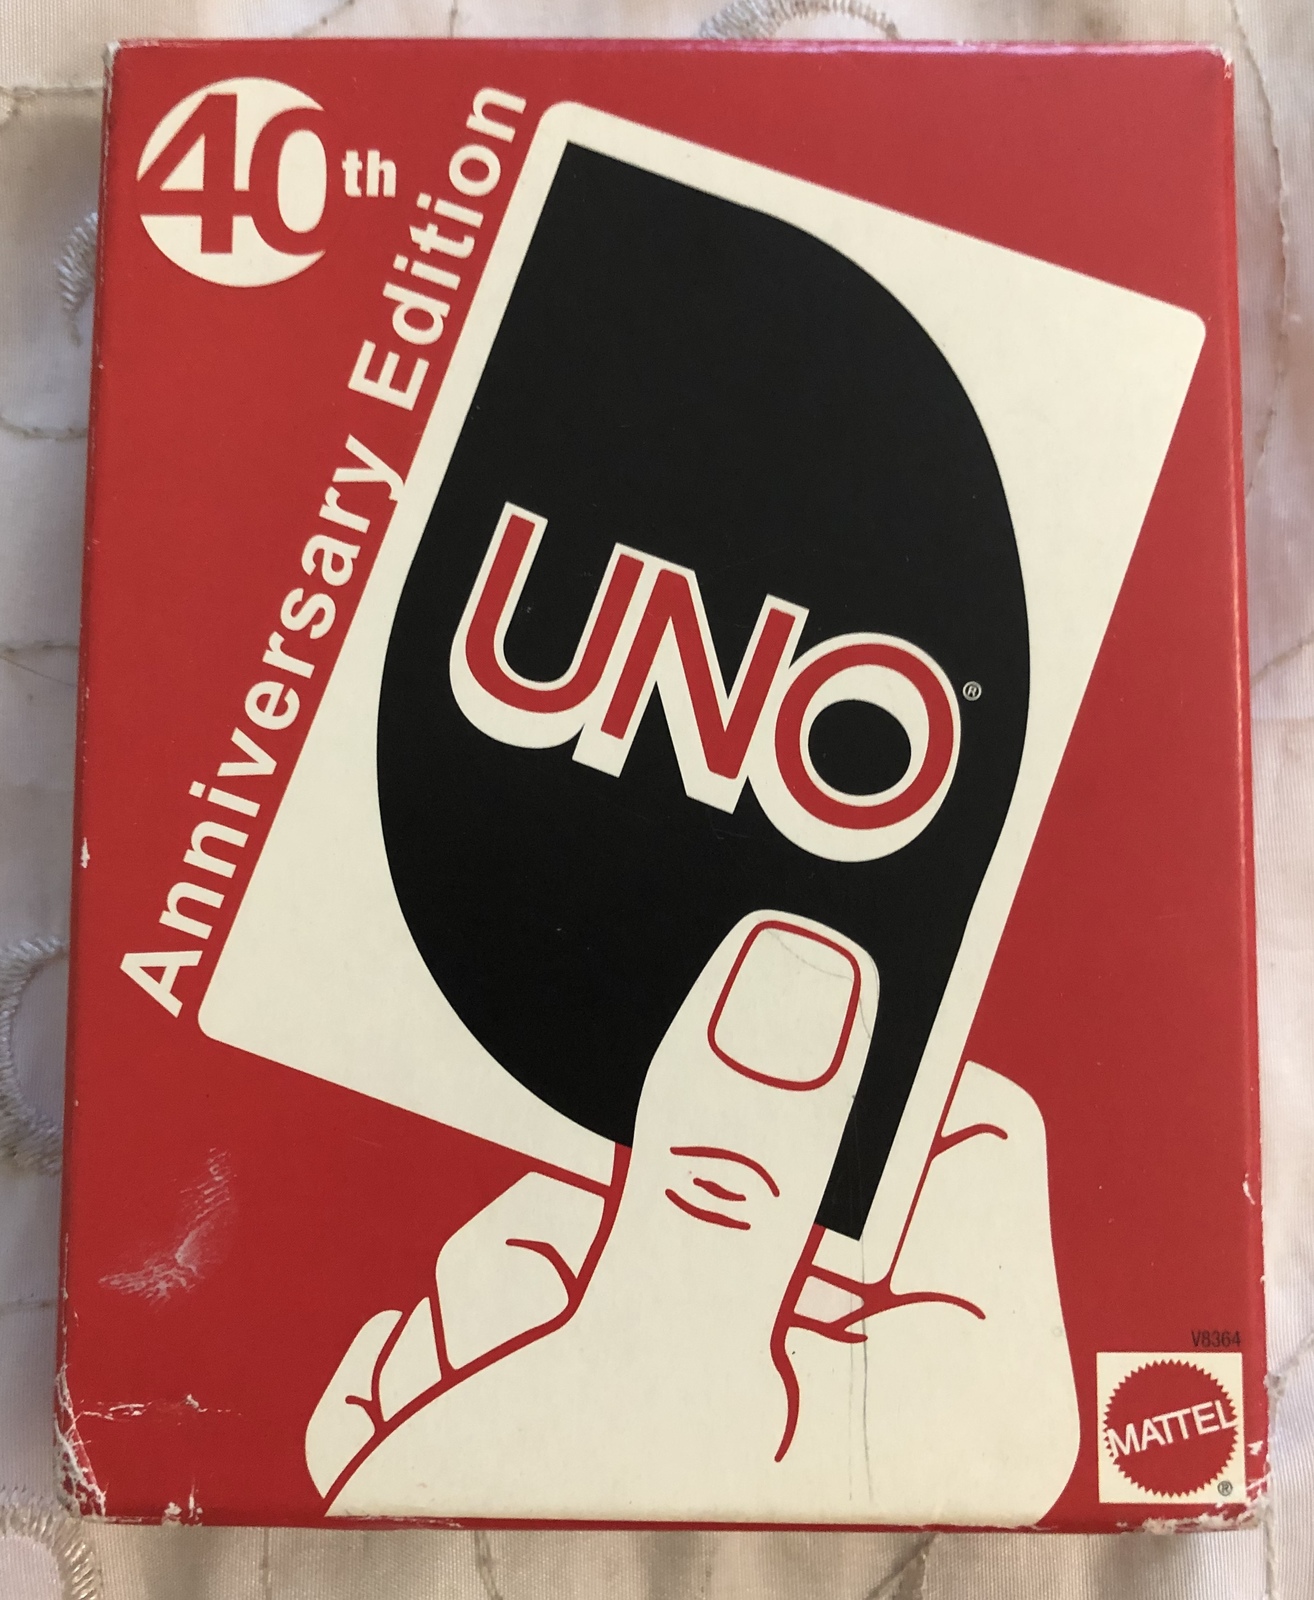 40th
Anniversary Edition
UNO®
V8364
MATTEL
®